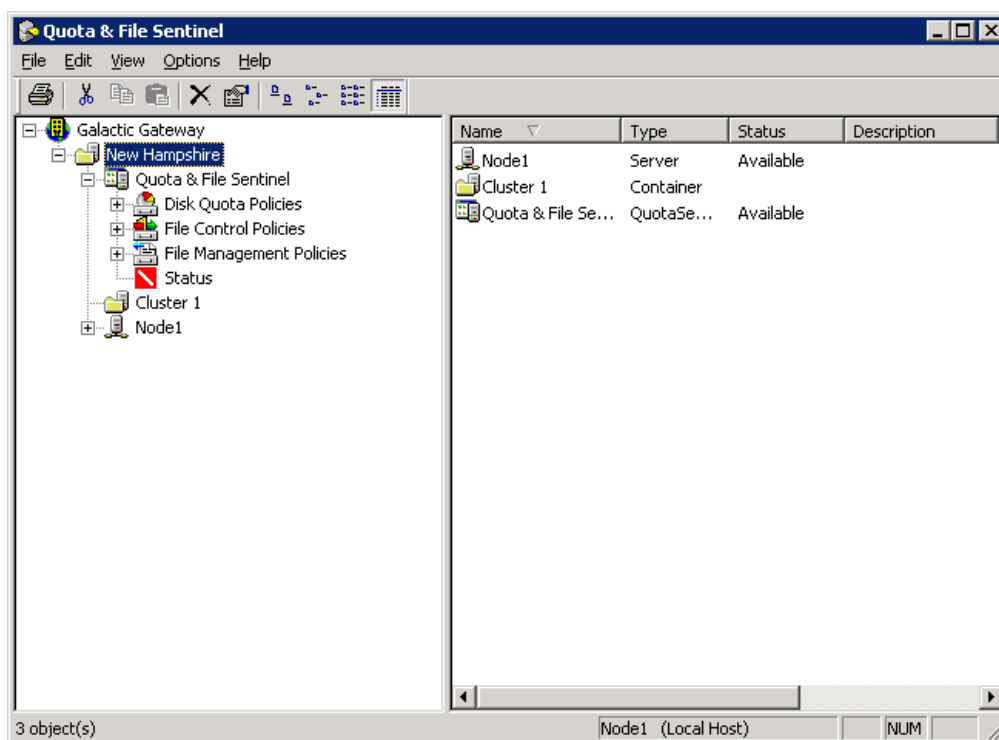 Quota & File Sentinel
File Edit View Options Help
Galactic Gateway
New Hampshire
Quota & File Sentinel
Disk Quota Policies
File Control Policies
File Management Policies
Status
Cluster 1
Node1
Name Type Status Description
Node1 Server Available
Cluster 1 Container
Quota & File Se... QuotaSe... Available
3 object(s) Node1 (Local Host) NUM